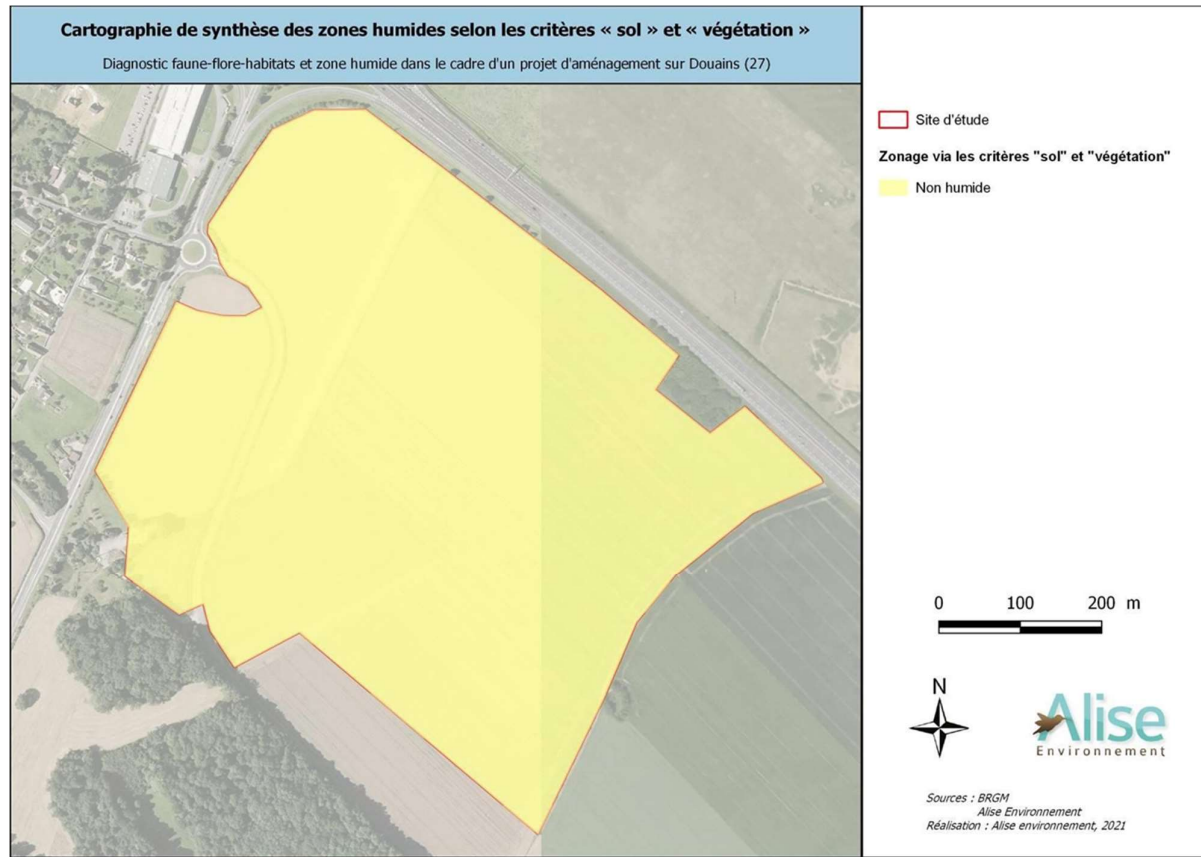 Cartographie de synthèse des zones humides selon les critères « sol » et « végétation »
Diagnostic faune-flore-habitats et zone humide dans le cadre d'un projet d'aménagement sur Douains (27)
Site d'étude
Zonage via les critères "sol" et "végétation"
Non humide
0 100 200 m
N
Alise
Environnement
Sources : BRGM
Alise Environnement
Réalisation : Alise environnement, 2021